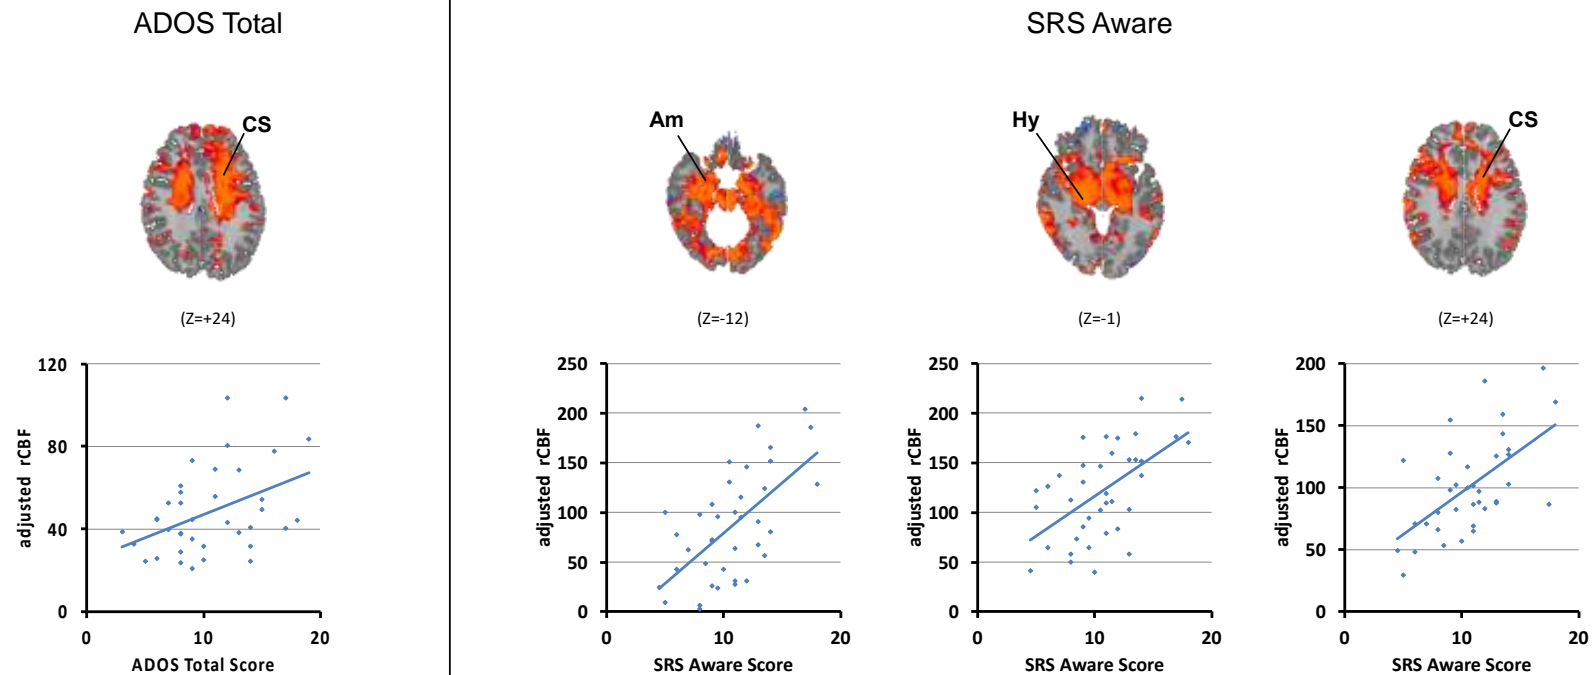 ADOS Total
SRS Aware
CS
Am
Hy
CS
(Z=+24)
(Z=-12)
(Z=-1)
(Z=+24)
adjusted rCBF
120
80
40
0
0 10 20
ADOS Total Score
adjusted rCBF
250
200
150
100
50
0
0 10 20
SRS Aware Score
adjusted rCBF
250
200
150
100
50
0
0 10 20
SRS Aware Score
adjusted rCBF
200
150
100
50
0
0 10 20
SRS Aware Score